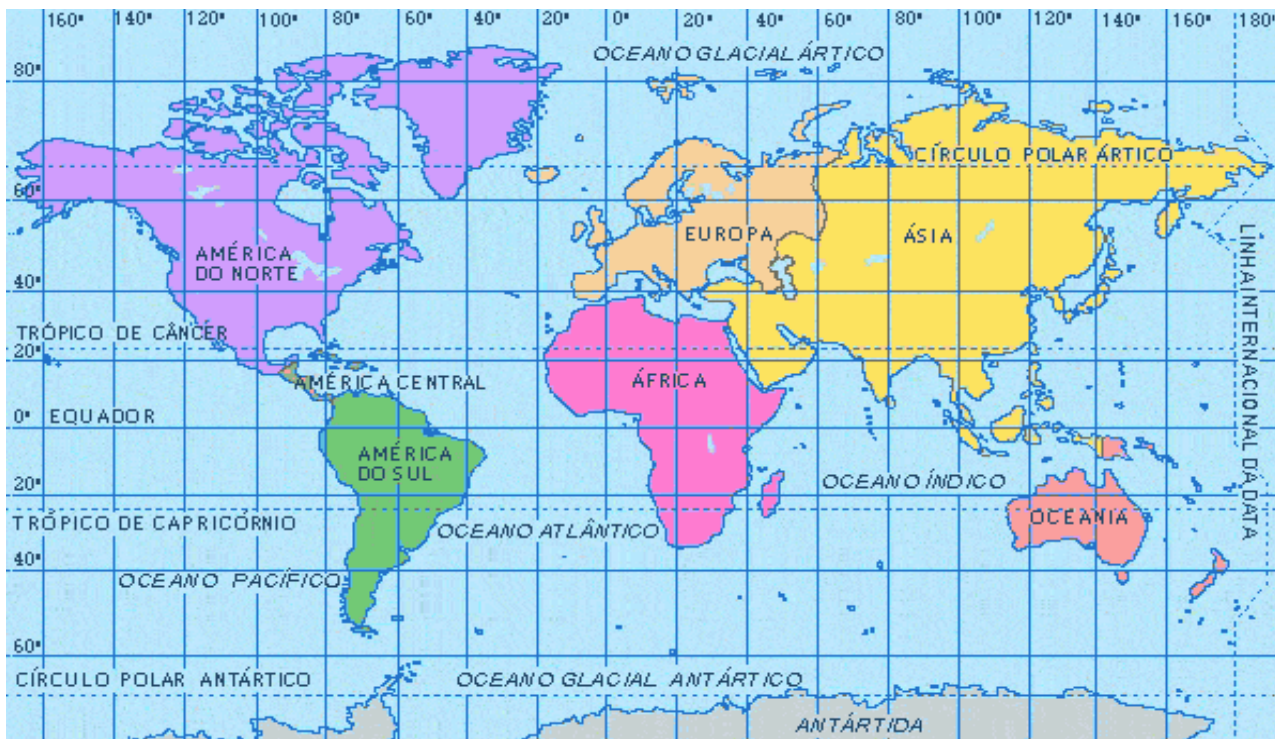 160° 140° 120° 100° 80° 60° 40° 20° 0° 20° 40° 60° 80° 100° 120° 140° 160° 180°
OCEANO GLACIAL ÁRTICO
80°
CÍRCULO POLAR ÁRTICO
60°
EUROPA
ÁSIA
AMÉRICA
DO NORTE
40°
TRÓPICO DE CÂNCÉR
20°
AMÉRICA CENTRAL
ÁFRICA
0° EQUADOR
AMÉRICA
DO SUL
OCEANO ÍNDICO
LINHA INTERNACIONAL DA DATA
20°
TRÓPICO DE CAPRICÓRNIO
OCEANO ATLÂNTICO
OCEANIA
40°
OCEANO PACÍFICO
60°
CÍRCULO POLAR ANTÁRTICO
OCEANO GLACIAL ANTÁRTICO
ANTÁRTIDA